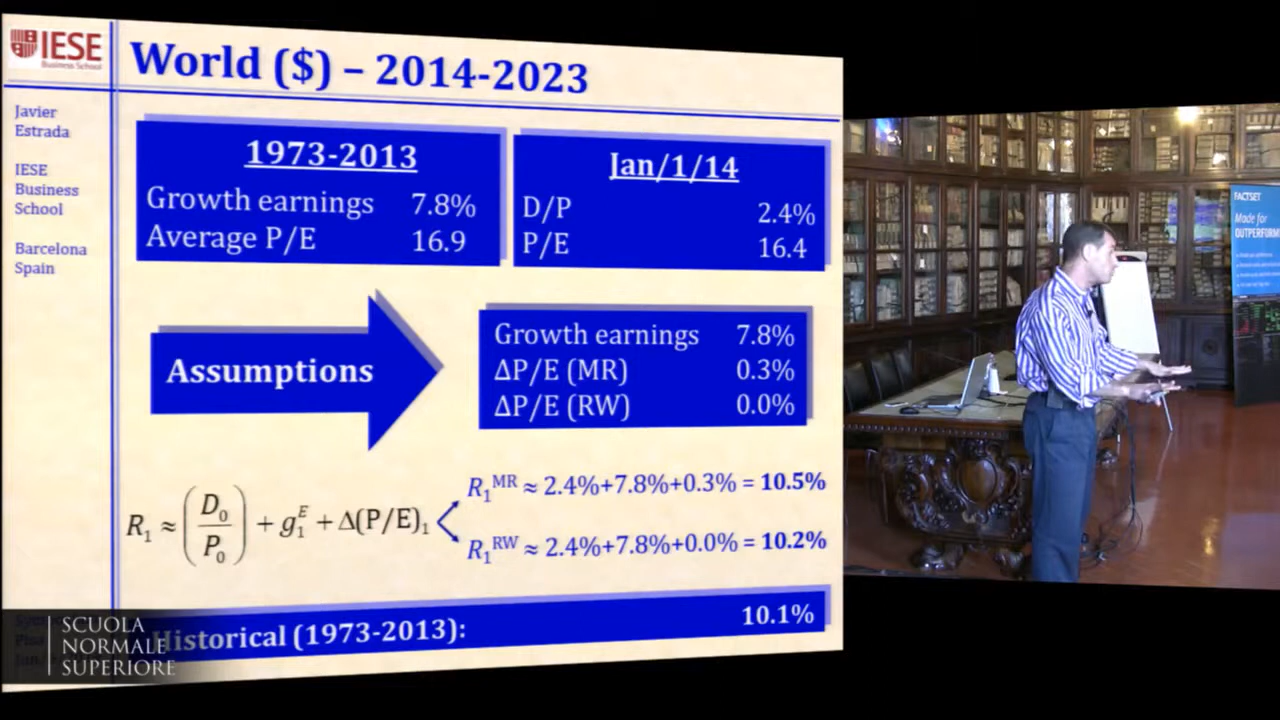 IESE
Business School
World ($) – 2014-2023
Javier
Estrada
IESE
Business
School
Barcelona
Spain
1973-2013
Growth earnings 7.8%
Average P/E 16.9
Jan/1/14
D/P 2.4%
P/E 16.4
Assumptions
Growth earnings 7.8%
ΔP/E (MR) 0.3%
ΔP/E (RW) 0.0%
R₁ ≈ (D₀/P₀) + g₁ᴱ + Δ(P/E)₁
R₁ᴹᴿ ≈ 2.4%+7.8%+0.3% = 10.5%
R₁ᴿᵂ ≈ 2.4%+7.8%+0.0% = 10.2%
Historical (1973-2013): 10.1%
SCUOLA
NORMALE
SUPERIORE
FACTSET
Made for
OUTPERFORM